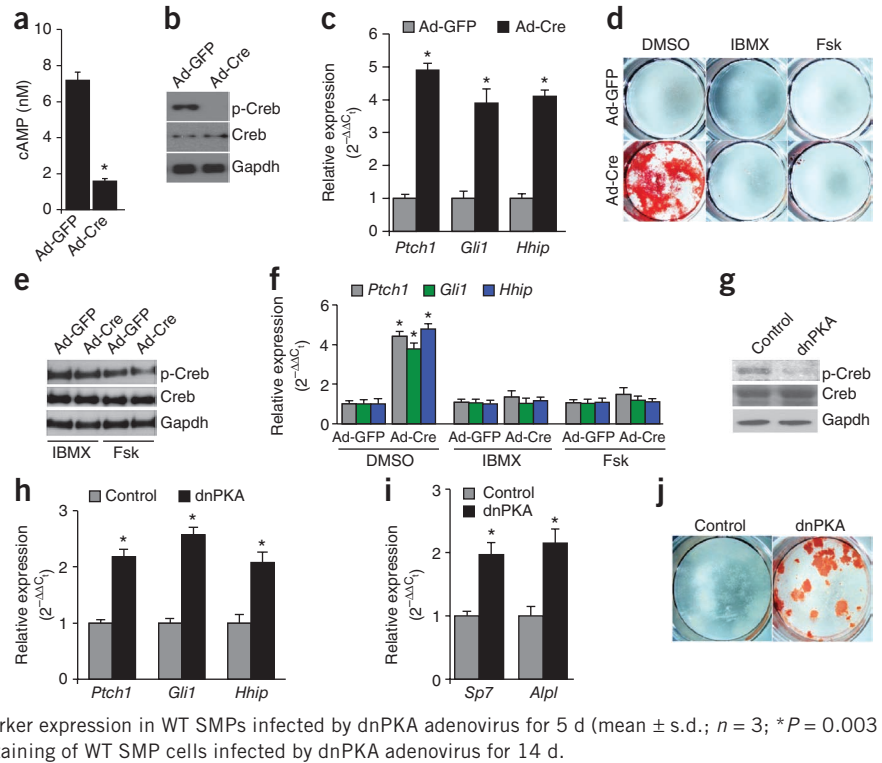 a
cAMP (nM)
8
6
4
2
0
*
Ad-GFP
Ad-Cre
b
Ad-GFP
Ad-Cre
p-Creb
Creb
Gapdh
c
Ad-GFP Ad-Cre
Relative expression
(2^−ΔΔCt)
6
5
4
3
2
1
0
* * *
Ptch1 Gli1 Hhip
d
DMSO IBMX Fsk
Ad-GFP
Ad-Cre
e
Ad-GFP
Ad-Cre
Ad-GFP
Ad-Cre
p-Creb
Creb
Gapdh
IBMX Fsk
f
Ptch1 Gli1 Hhip
Relative expression
(2^−ΔΔCt)
6
4
2
0
* * *
Ad-GFP Ad-Cre Ad-GFP Ad-Cre Ad-GFP Ad-Cre
DMSO IBMX Fsk
g
Control
dnPKA
p-Creb
Creb
Gapdh
h
Control dnPKA
Relative expression
(2^−ΔΔCt)
3
2
1
0
* * *
Ptch1 Gli1 Hhip
i
Control
dnPKA
Relative expression
(2^−ΔΔCt)
3
2
1
0
* *
Sp7 Alpl
j
Control dnPKA
rker expression in WT SMPs infected by dnPKA adenovirus for 5 d (mean ± s.d.; n = 3; *P = 0.003
taining of WT SMP cells infected by dnPKA adenovirus for 14 d.